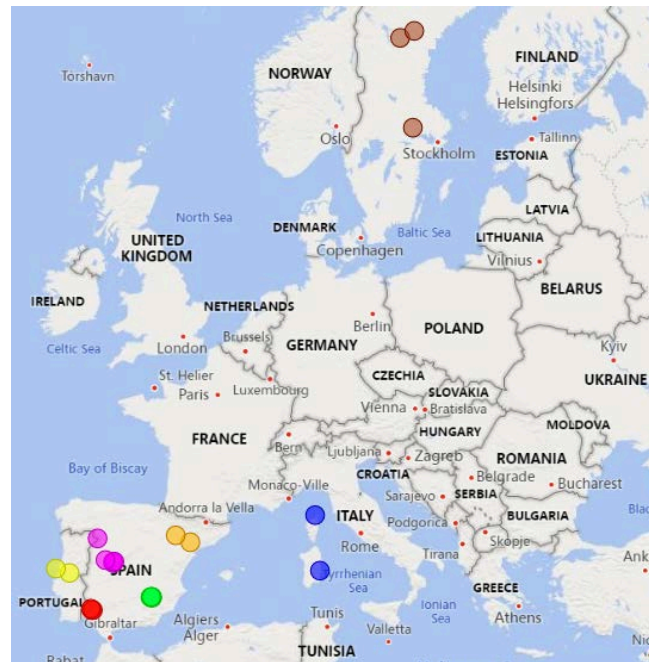 FINLAND
NORWAY
Helsinki
Helsingfors
Tórshavn
Oslo
Tallinn
Stockholm
ESTONIA
LATVIA
North Sea
DENMARK
Baltic Sea
LITHUANIA
UNITED
KINGDOM
Copenhagen
Vilnius
BELARUS
IRELAND
NETHERLANDS
Berlin
POLAND
Celtic Sea
London
Brussels
GERMANY
Kyiv
CZECHIA
UKRAINE
St. Helier
Paris
Luxembourg
SLOVAKIA
Vienna
Bratislava
MOLDOVA
FRANCE
Bern
HUNGARY
Ljubljana
Zagreb
ROMANIA
Bay of Biscay
CROATIA
Belgrade
Bucharest
Monaco-Ville
Sarajevo
SERBIA
Andorra la Vella
ITALY
Podgorica
BULGARIA
Bla
Rome
Skopje
Tirana
Ank
SPAIN
Tyrrhenian
Sea
GREECE
PORTUGAL
Ionian
Sea
Athens
Gibraltar
Algiers
Alger
Tunis
Valletta
Rabat
TUNISIA
Nic